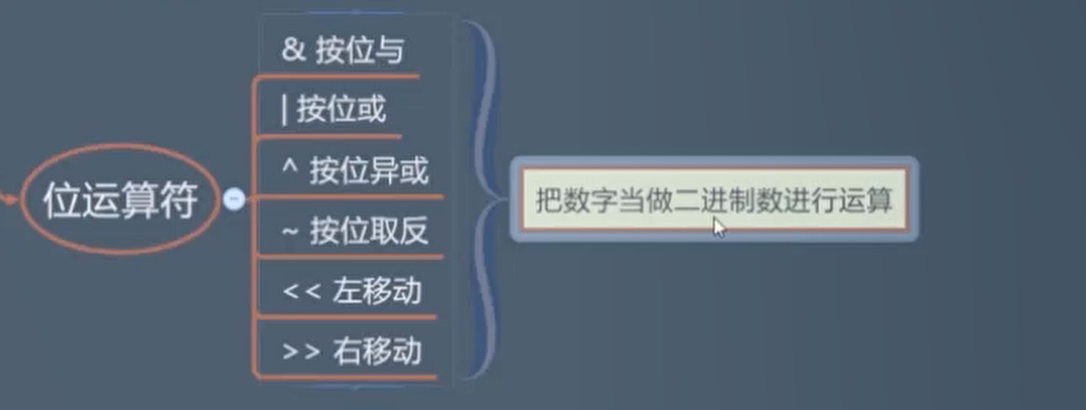 & 按位与
| 按位或
^ 按位异或
位运算符
把数字当做二进制数进行运算
~ 按位取反
<< 左移动
>> 右移动